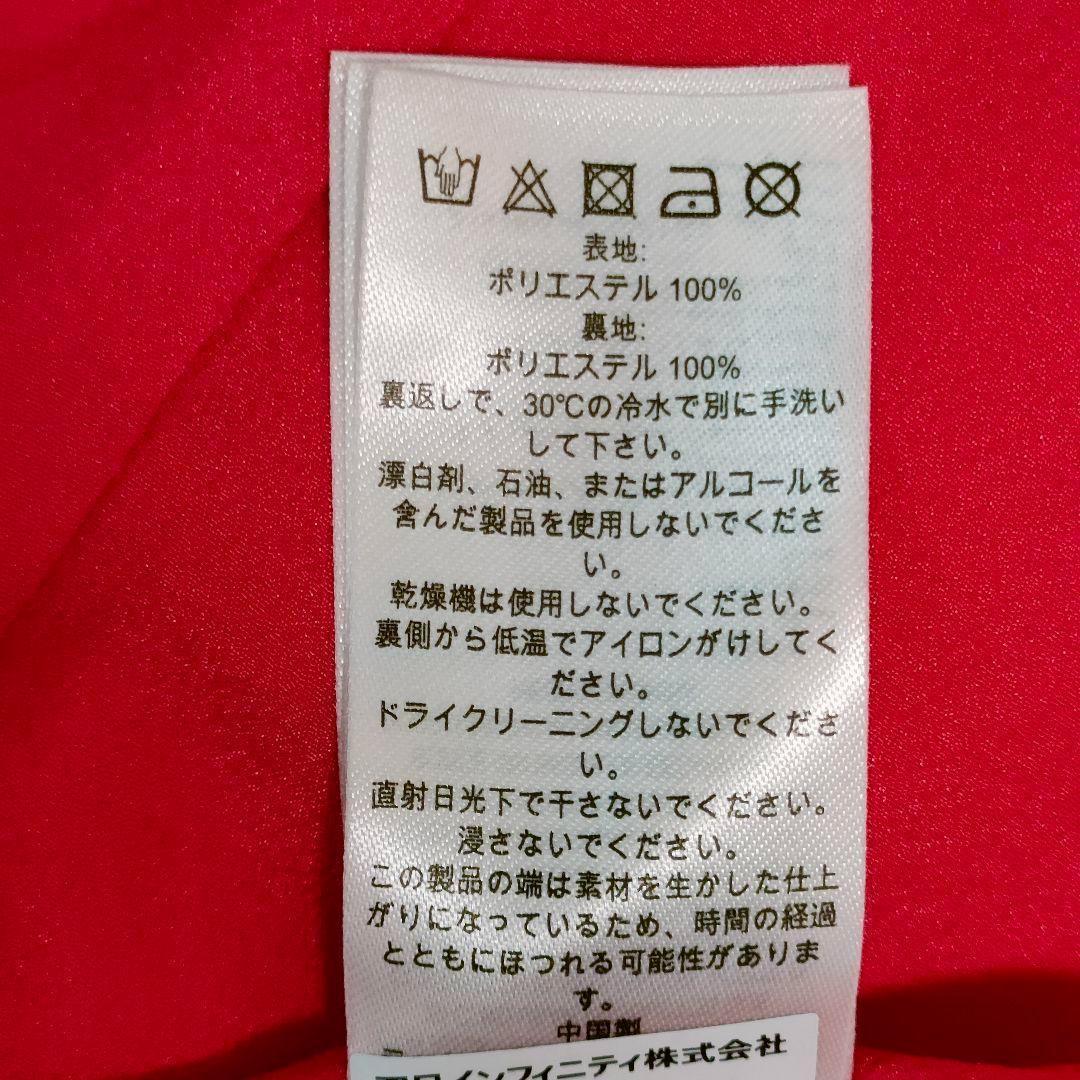 表地:
ポリエステル 100%
裏地:
ポリエステル 100%
裏返しで、30℃の冷水で別に手洗い
して下さい。
漂白剤、石油、またはアルコールを
含んだ製品を使用しないでくださ
い。
乾燥機は使用しないでください。
裏側から低温でアイロンがけしてく
ださい。
ドライクリーニングしないでくださ
い。
直射日光下で干さないでください。
浸さないでください。
この製品の端は素材を生かした仕上
がりになっているため、時間の経過
とともにほつれる可能性がありま
す。
中国製
インフィニティ株式会社